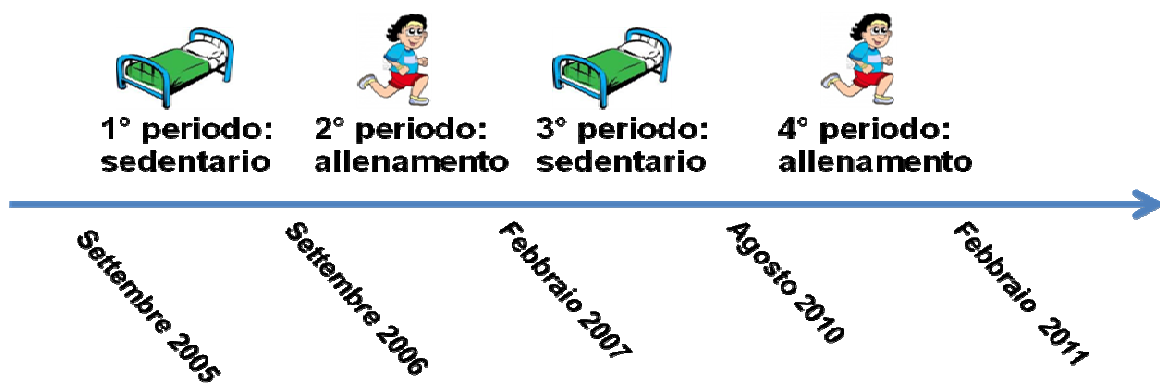 1° periodo:
sedentario
2° periodo:
allenamento
3° periodo:
sedentario
4° periodo:
allenamento
Settembre 2005
Settembre 2006
Febbraio 2007
Agosto 2010
Febbraio 2011